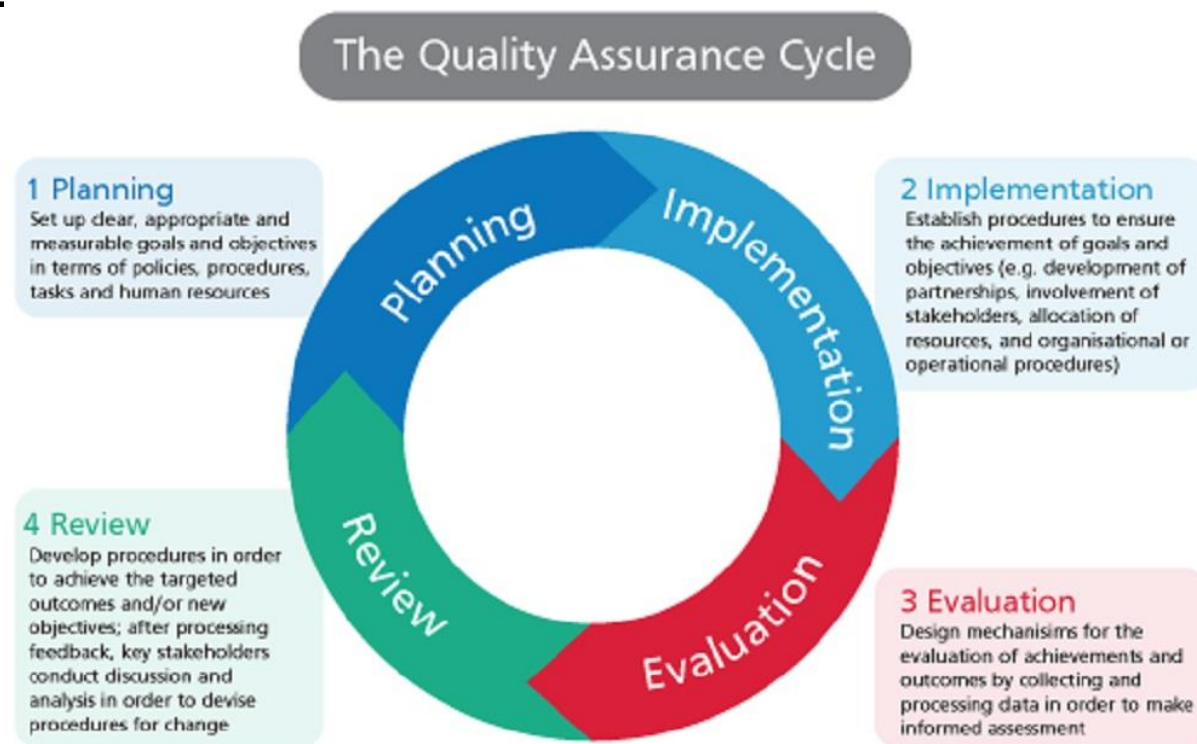 The Quality Assurance Cycle
1 Planning
Set up clear, appropriate and
measurable goals and objectives
in terms of policies, procedures,
tasks and human resources
Planning
Implementation
2 Implementation
Establish procedures to ensure
the achievement of goals and
objectives (e.g. development of
partnerships, involvement of
stakeholders, allocation of
resources, and organisational or
operational procedures)
4 Review
Develop procedures in order
to achieve the targeted
outcomes and/or new
objectives; after processing
feedback, key stakeholders
conduct discussion and
analysis in order to devise
procedures for change
Review
Evaluation
3 Evaluation
Design mechanisims for the
evaluation of achievements and
outcomes by collecting and
processing data in order to make
informed assessment